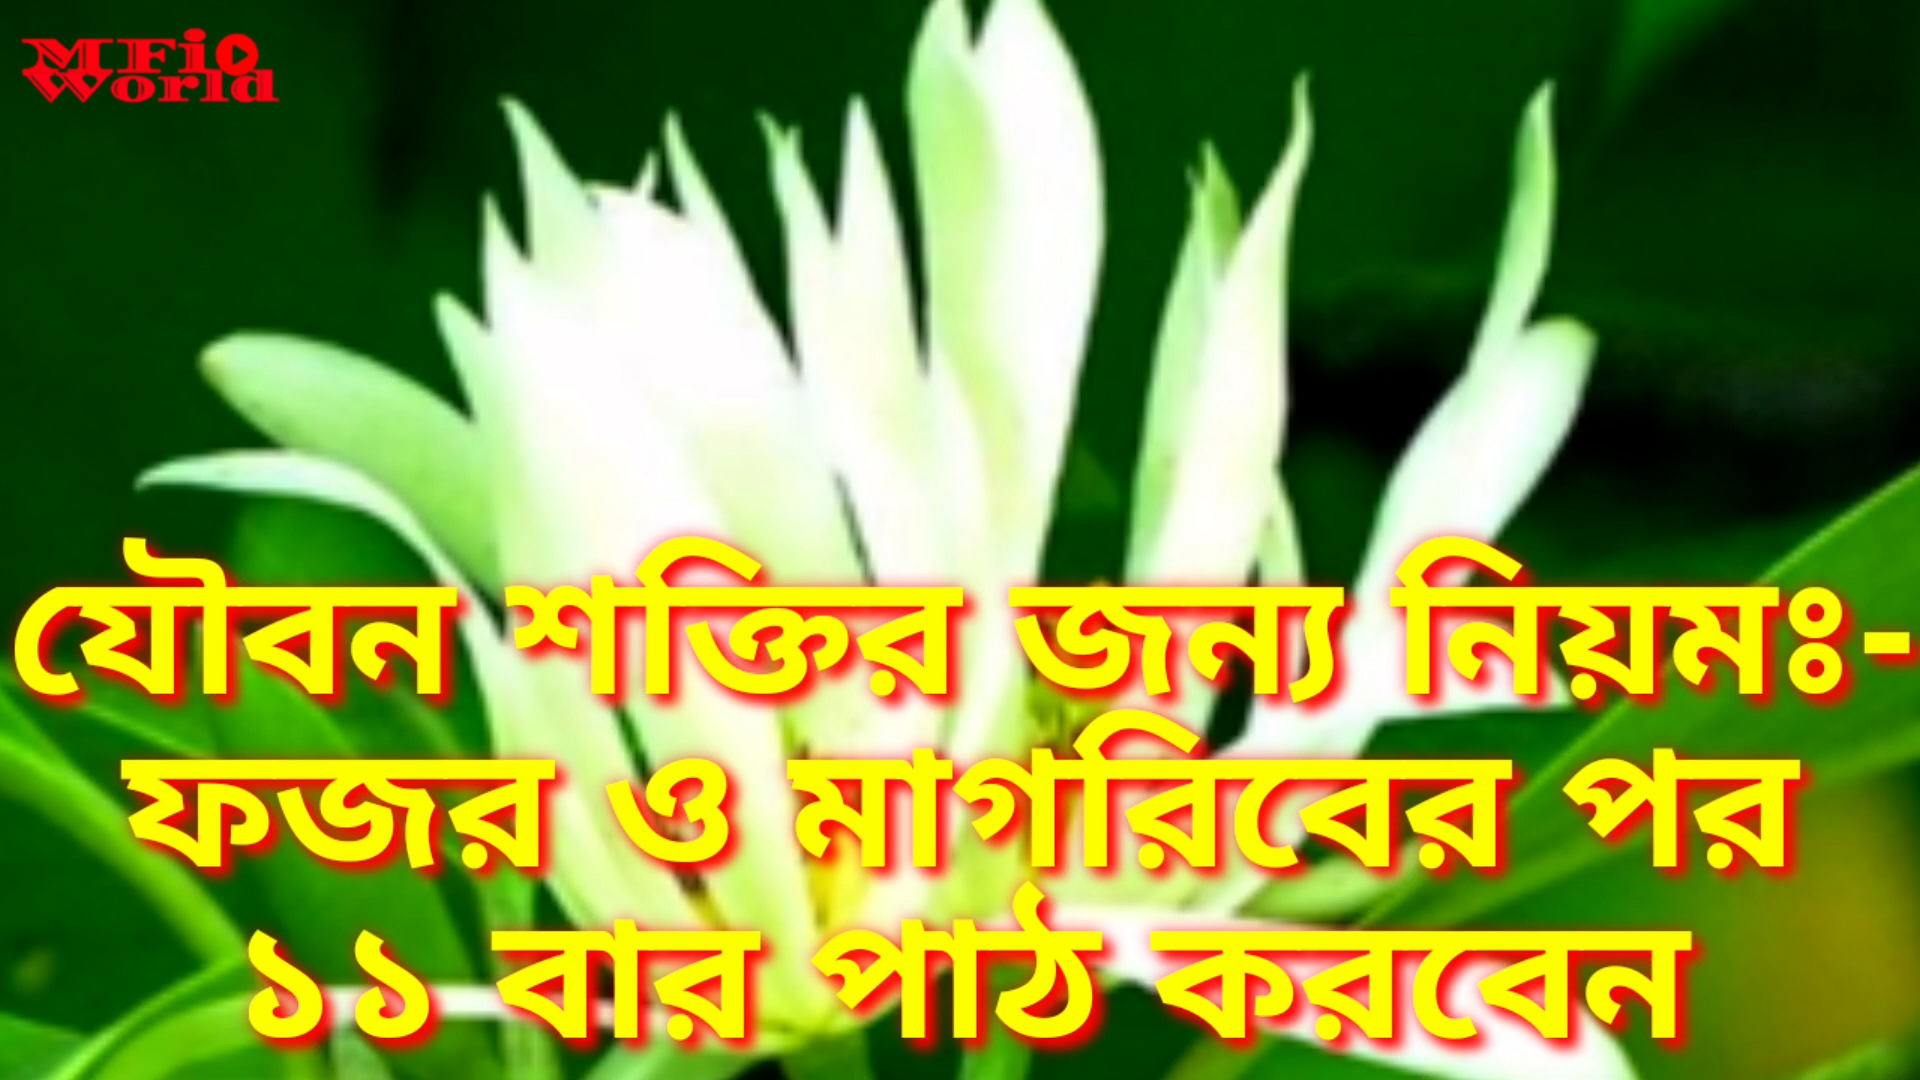 MFio
World
যৌবন শক্তির জন্য নিয়মঃ-
ফজর ও মাগরিবের পর
১১ বার পাঠ করবেন